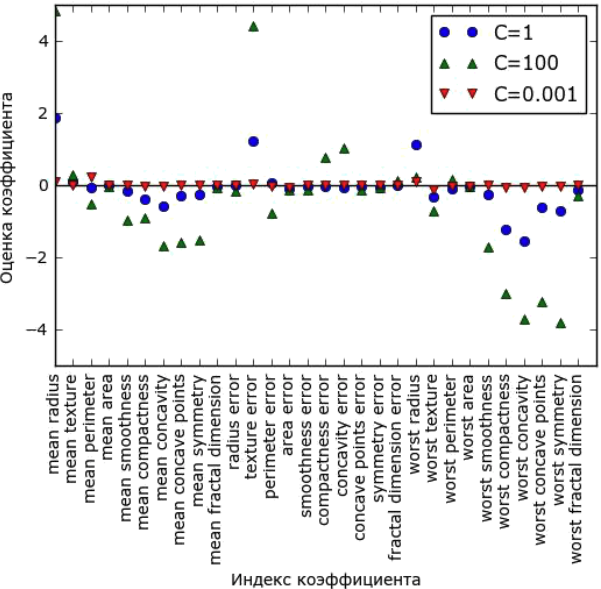 4
2
0
−2
−4
C=1
C=100
C=0.001
Оценка коэффициента
mean radius
mean texture
mean perimeter
mean area
mean smoothness
mean compactness
mean concavity
mean concave points
mean symmetry
mean fractal dimension
radius error
texture error
perimeter error
area error
smoothness error
compactness error
concavity error
concave points error
symmetry error
fractal dimension error
worst radius
worst texture
worst perimeter
worst area
worst smoothness
worst compactness
worst concavity
worst concave points
worst symmetry
worst fractal dimension
Индекс коэффициента